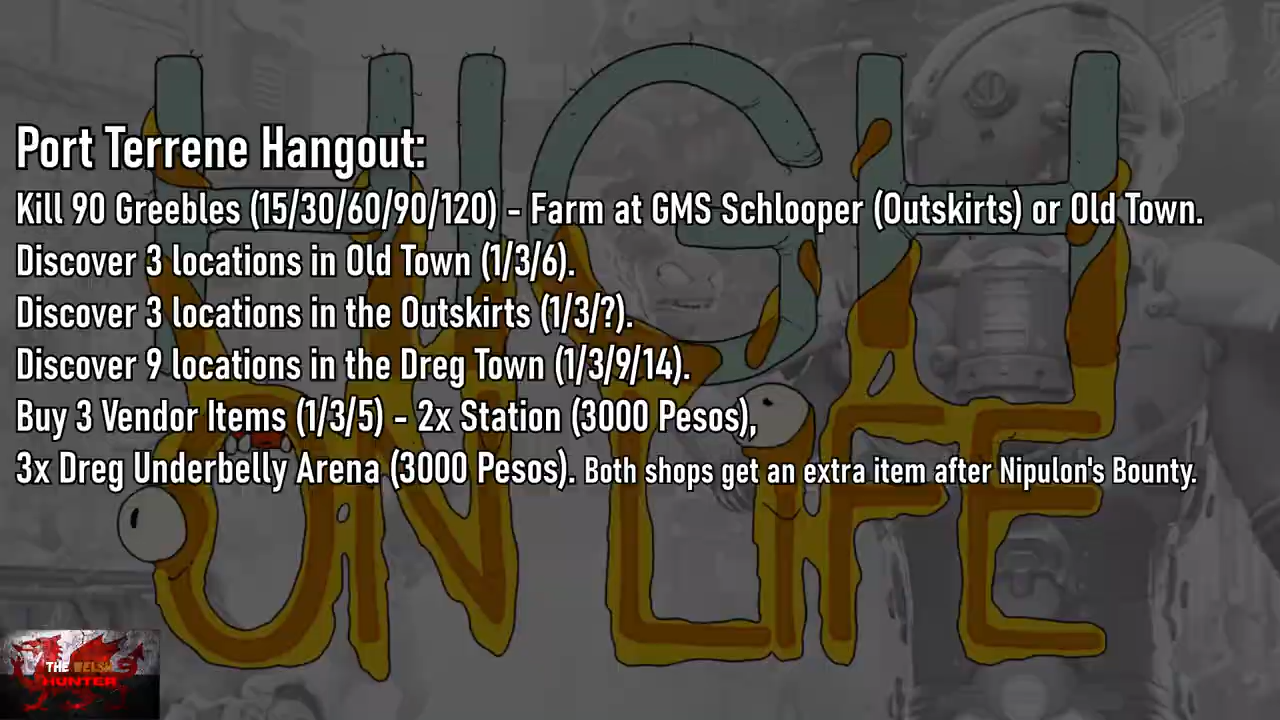 HIGH
ON LIFE
Port Terrene Hangout:
Kill 90 Greebles (15/30/60/90/120) - Farm at GMS Schlooper (Outskirts) or Old Town.
Discover 3 locations in Old Town (1/3/6).
Discover 3 locations in the Outskirts (1/3/?).
Discover 9 locations in the Dreg Town (1/3/9/14).
Buy 3 Vendor Items (1/3/5) - 2x Station (3000 Pesos),
3x Dreg Underbelly Arena (3000 Pesos). Both shops get an extra item after Nipulon's Bounty.
THE WELSH
HUNTER